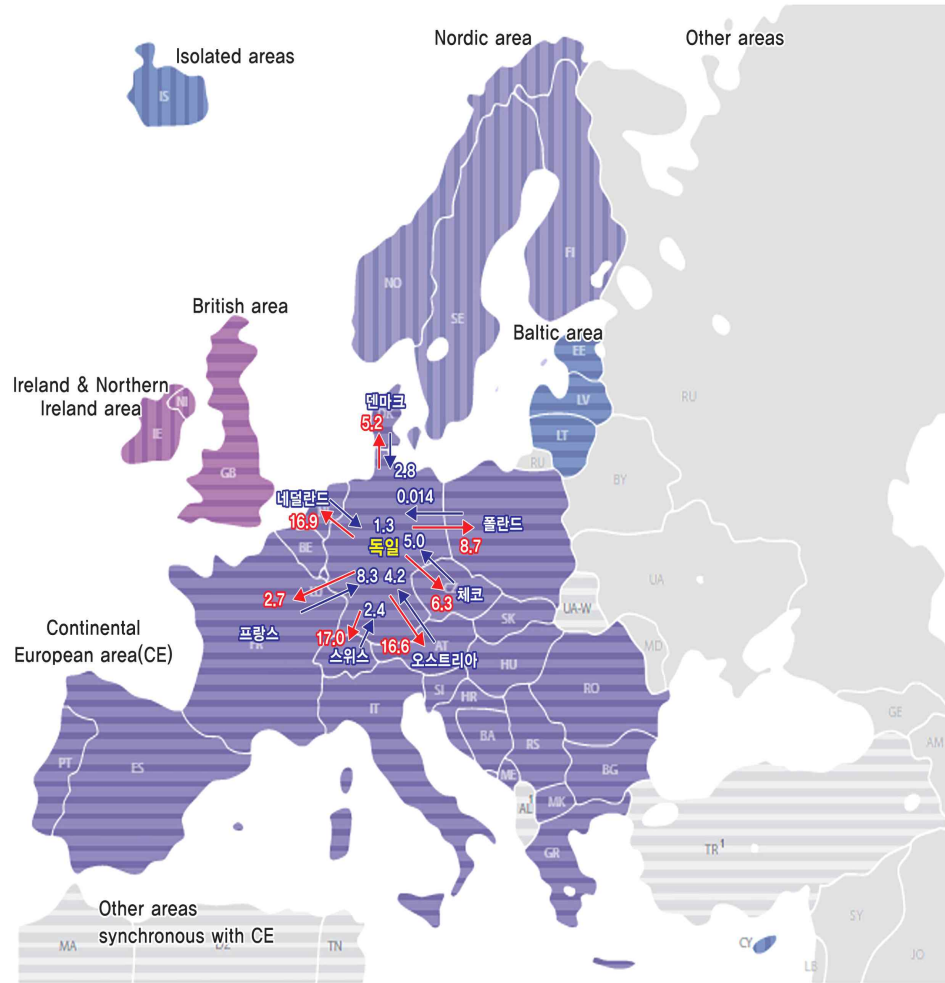 Nordic area
Other areas
Isolated areas
IS
FI
NO
SE
British area
Baltic area
EE
Ireland & Northern
Ireland area
NI
IE
LV
RU
LT
GB
RU
BY
덴마크
5.2
2.8
네덜란드
0.014
16.9
1.3
폴란드
BE
독일
5.0
8.7
8.3
4.2
UA
2.7
6.3
체코
UA-W
2.4
프랑스
FR
17.0
16.6
SK
스위스
AT
오스트리아
MD
Continental
European area(CE)
HU
SI
HR
RO
IT
GE
BA
RS
AM
PT
ES
ME
BG
AL1
MK
GR
TR1
Other areas
synchronous with CE
MA
DZ
TN
CY
SY
LB
JO